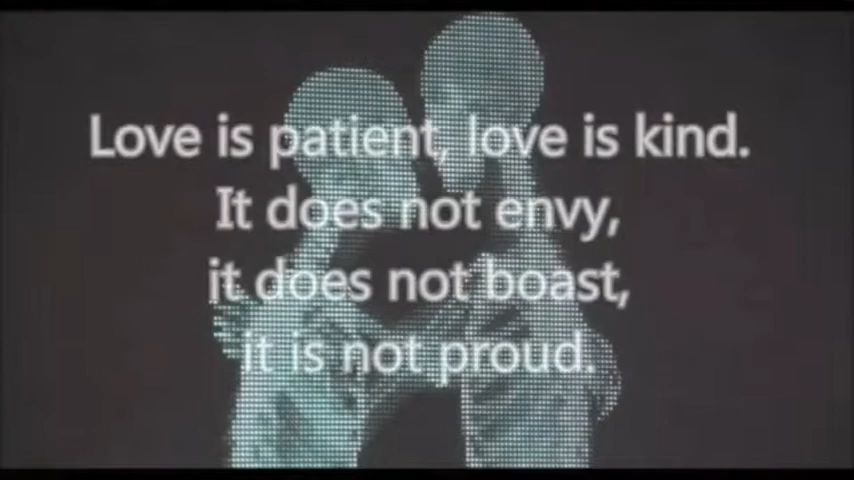 Love is patient, love is kind.
It does not envy,
it does not boast,
it is not proud.